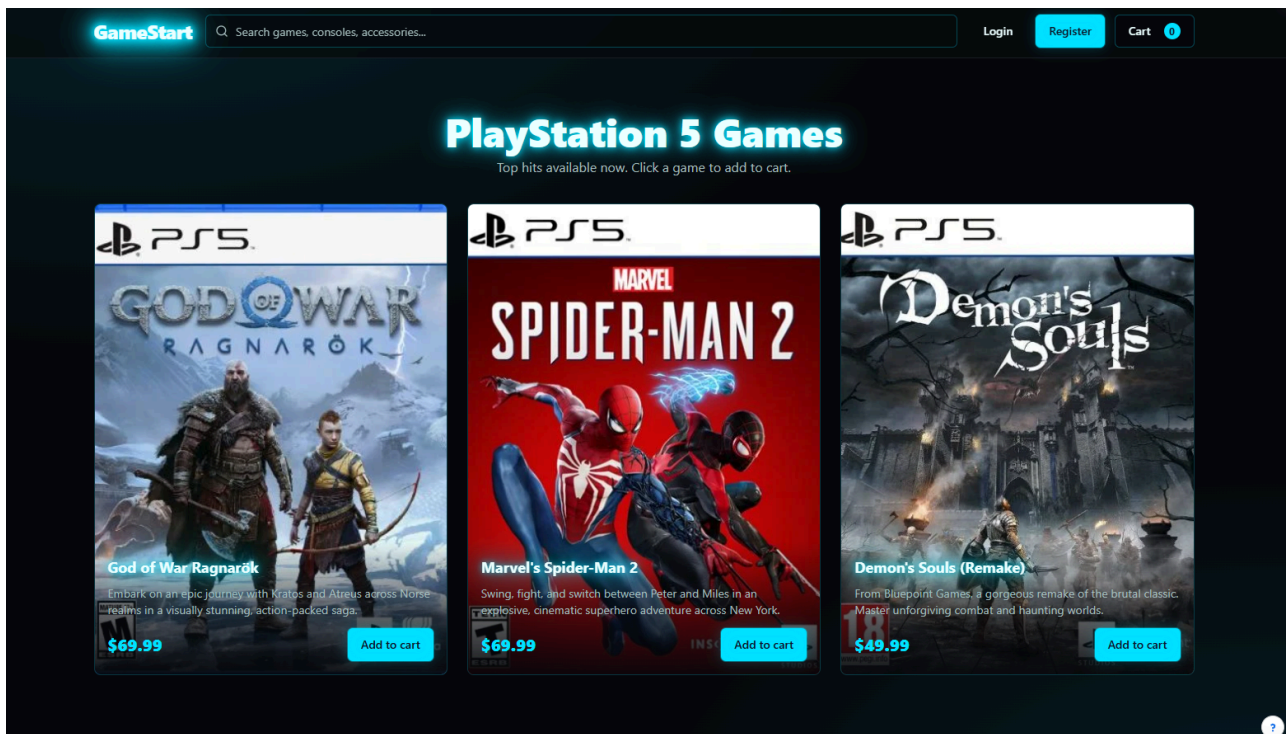 GameStart
Search games, consoles, accessories...
Login
Register
Cart 0
PlayStation 5 Games
Top hits available now. Click a game to add to cart.
PS5
GOD OF WAR
RAGNARÖK
God of War Ragnarök
Embark on an epic journey with Kratos and Atreus across Norse
realms in a visually stunning, action-packed saga.
$69.99
Add to cart
PS5
MARVEL
SPIDER-MAN 2
Marvel's Spider-Man 2
Swing, fight, and switch between Peter and Miles in an
explosive, cinematic superhero adventure across New York.
$69.99
Add to cart
PS5
Demon's
Souls
Demon's Souls (Remake)
From Bluepoint Games, a gorgeous remake of the brutal classic.
Master unforgiving combat and haunting worlds.
18
$49.99
Add to cart
?